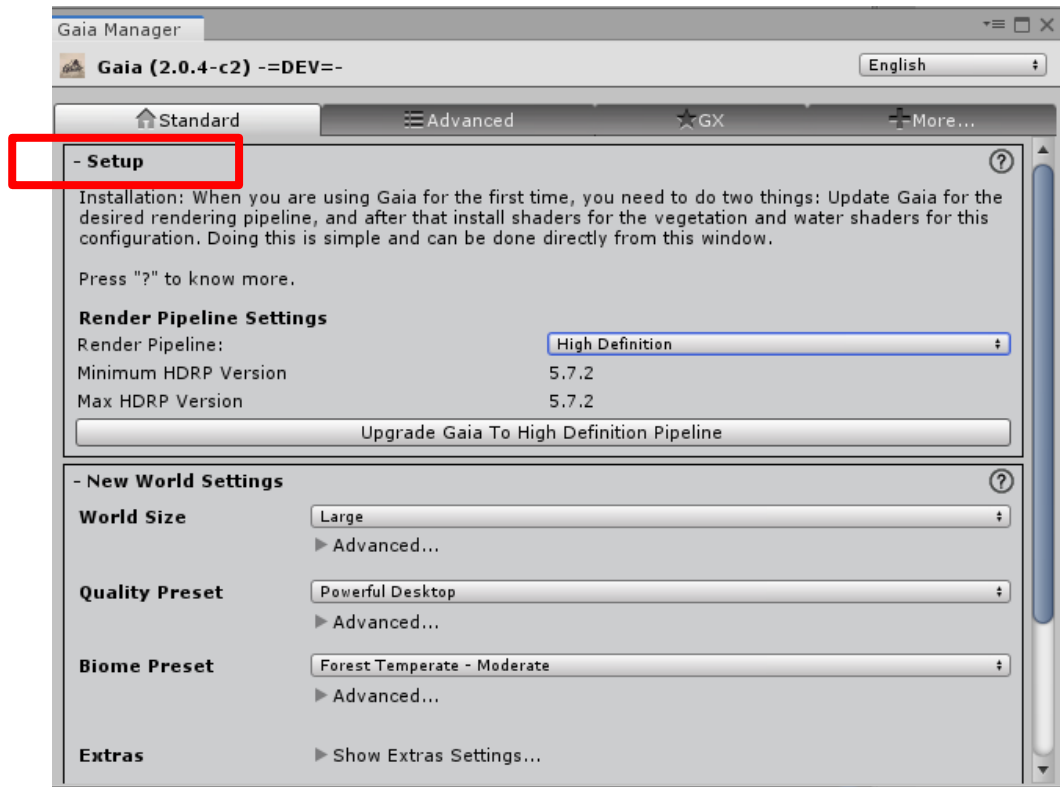 Gaia Manager
Gaia (2.0.4-c2) -=DEV=-
English
Standard
Advanced
GX
More...
- Setup
Installation: When you are using Gaia for the first time, you need to do two things: Update Gaia for the
desired rendering pipeline, and after that install shaders for the vegetation and water shaders for this
configuration. Doing this is simple and can be done directly from this window.
Press "?" to know more.
Render Pipeline Settings
Render Pipeline: High Definition
Minimum HDRP Version 5.7.2
Max HDRP Version 5.7.2
Upgrade Gaia To High Definition Pipeline
- New World Settings
World Size Large
Advanced...
Quality Preset Powerful Desktop
Advanced...
Biome Preset Forest Temperate - Moderate
Advanced...
Extras Show Extras Settings...